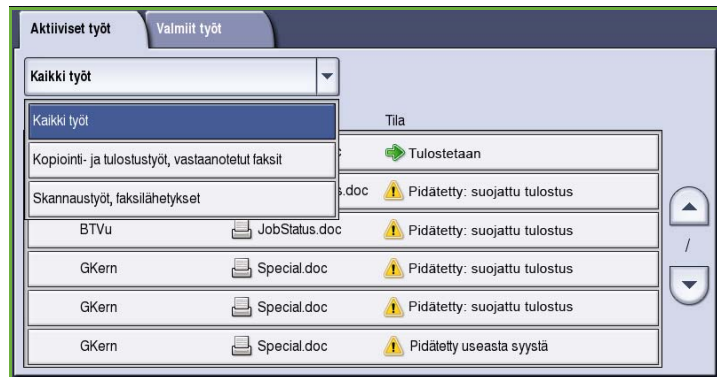 Aktiiviset työt Valmiit työt
Kaikki työt
Kaikki työt
Tila
Kopiointi- ja tulostustyöt, vastaanotetut faksit
Tulostetaan
Skannaustyöt, faksilähetykset
s.doc Pidätetty: suojattu tulostus
BTVu JobStatus.doc Pidätetty: suojattu tulostus
/
GKern Special.doc Pidätetty: suojattu tulostus
GKern Special.doc Pidätetty: suojattu tulostus
GKern Special.doc Pidätetty useasta syystä